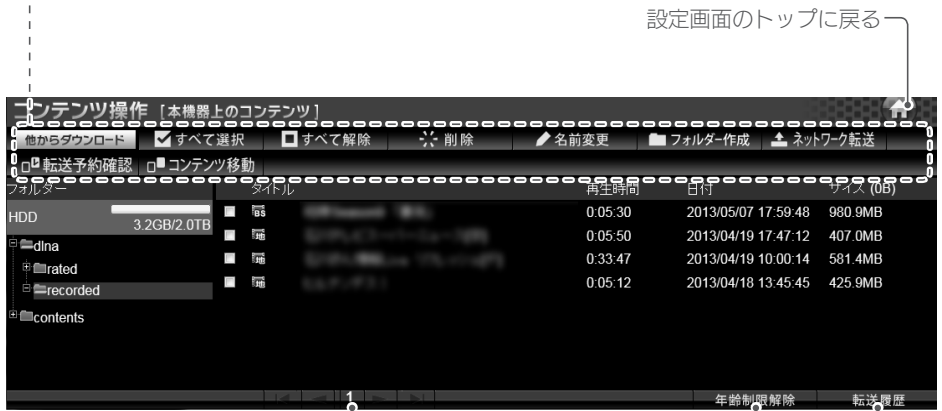 設定画面のトップに戻る
コンテンツ操作 [本機器上のコンテンツ]
他からダウンロード すべて選択 すべて解除 削除 名前変更 フォルダー作成 ネットワーク転送
転送予約確認 コンテンツ移動
フォルダー タイトル 再生時間 日付 サイズ (0B)
HDD 3.2GB/2.0TB
BS 0:05:30 2013/05/07 17:59:48 980.9MB
地 0:05:50 2013/04/19 17:47:12 407.0MB
dlna
地 0:33:47 2013/04/19 10:00:14 581.4MB
rated
地 0:05:12 2013/04/18 13:45:45 425.9MB
recorded
contents
1 年齢制限解除 転送履歴